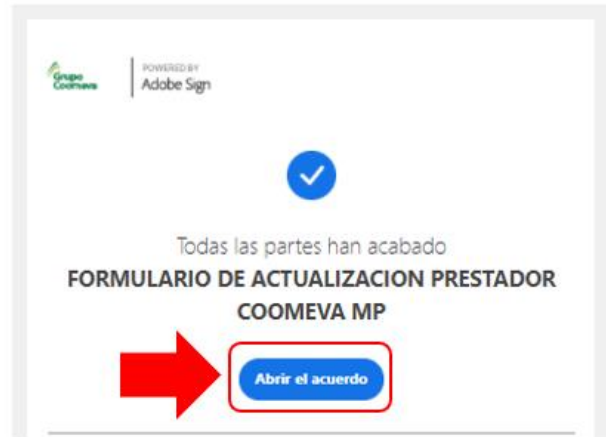 Grupo
Coomeva
POWERED BY
Adobe Sign
Todas las partes han acabado
FORMULARIO DE ACTUALIZACION PRESTADOR
COOMEVA MP
Abrir el acuerdo